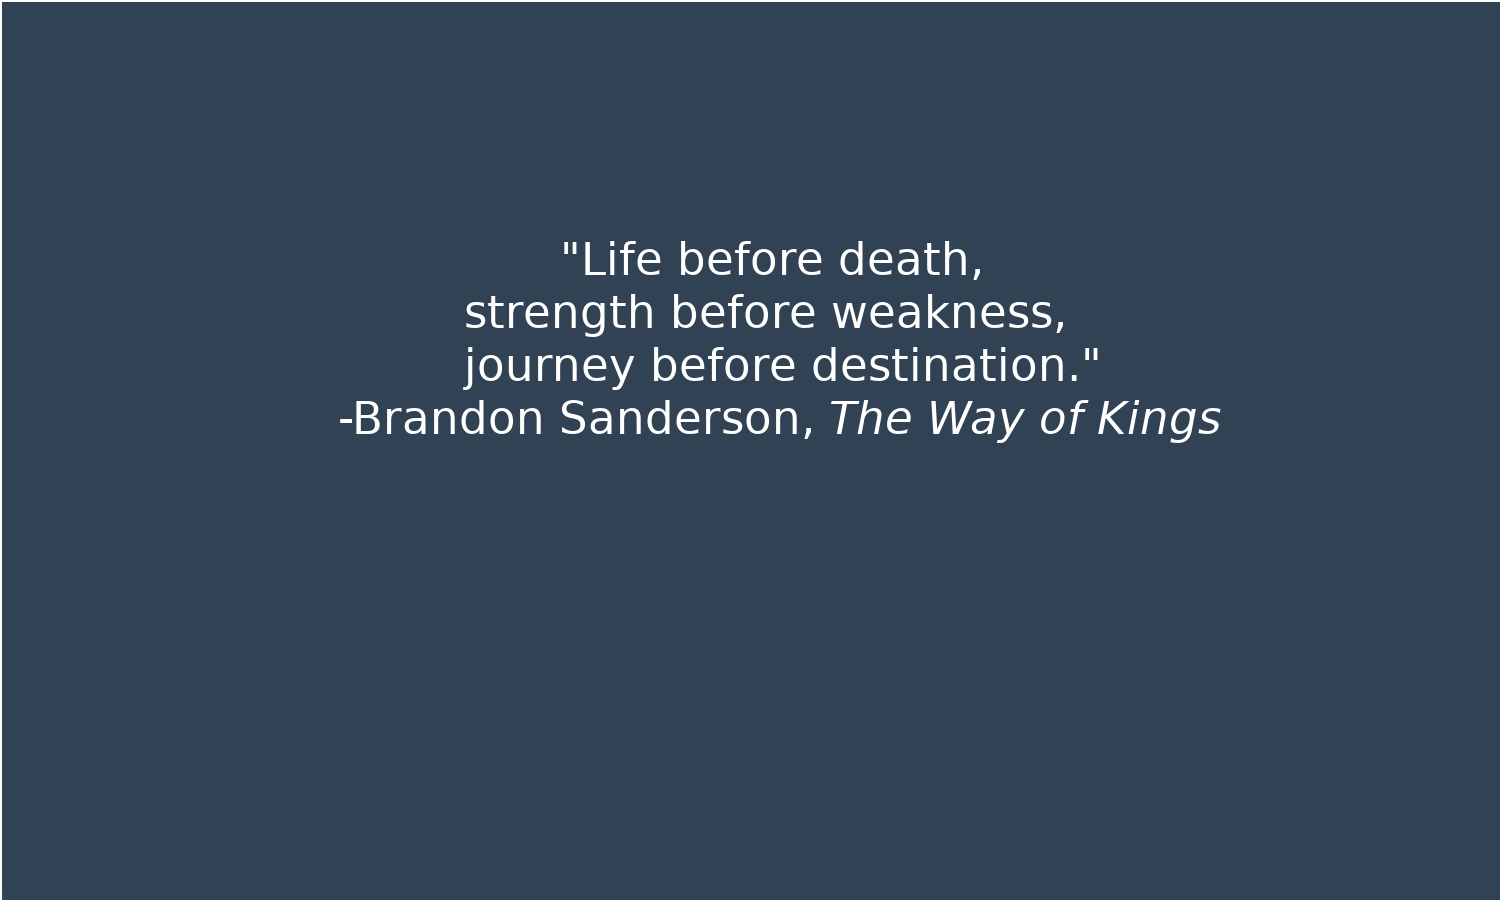 "Life before death,
strength before weakness,
journey before destination."
-Brandon Sanderson, The Way of Kings